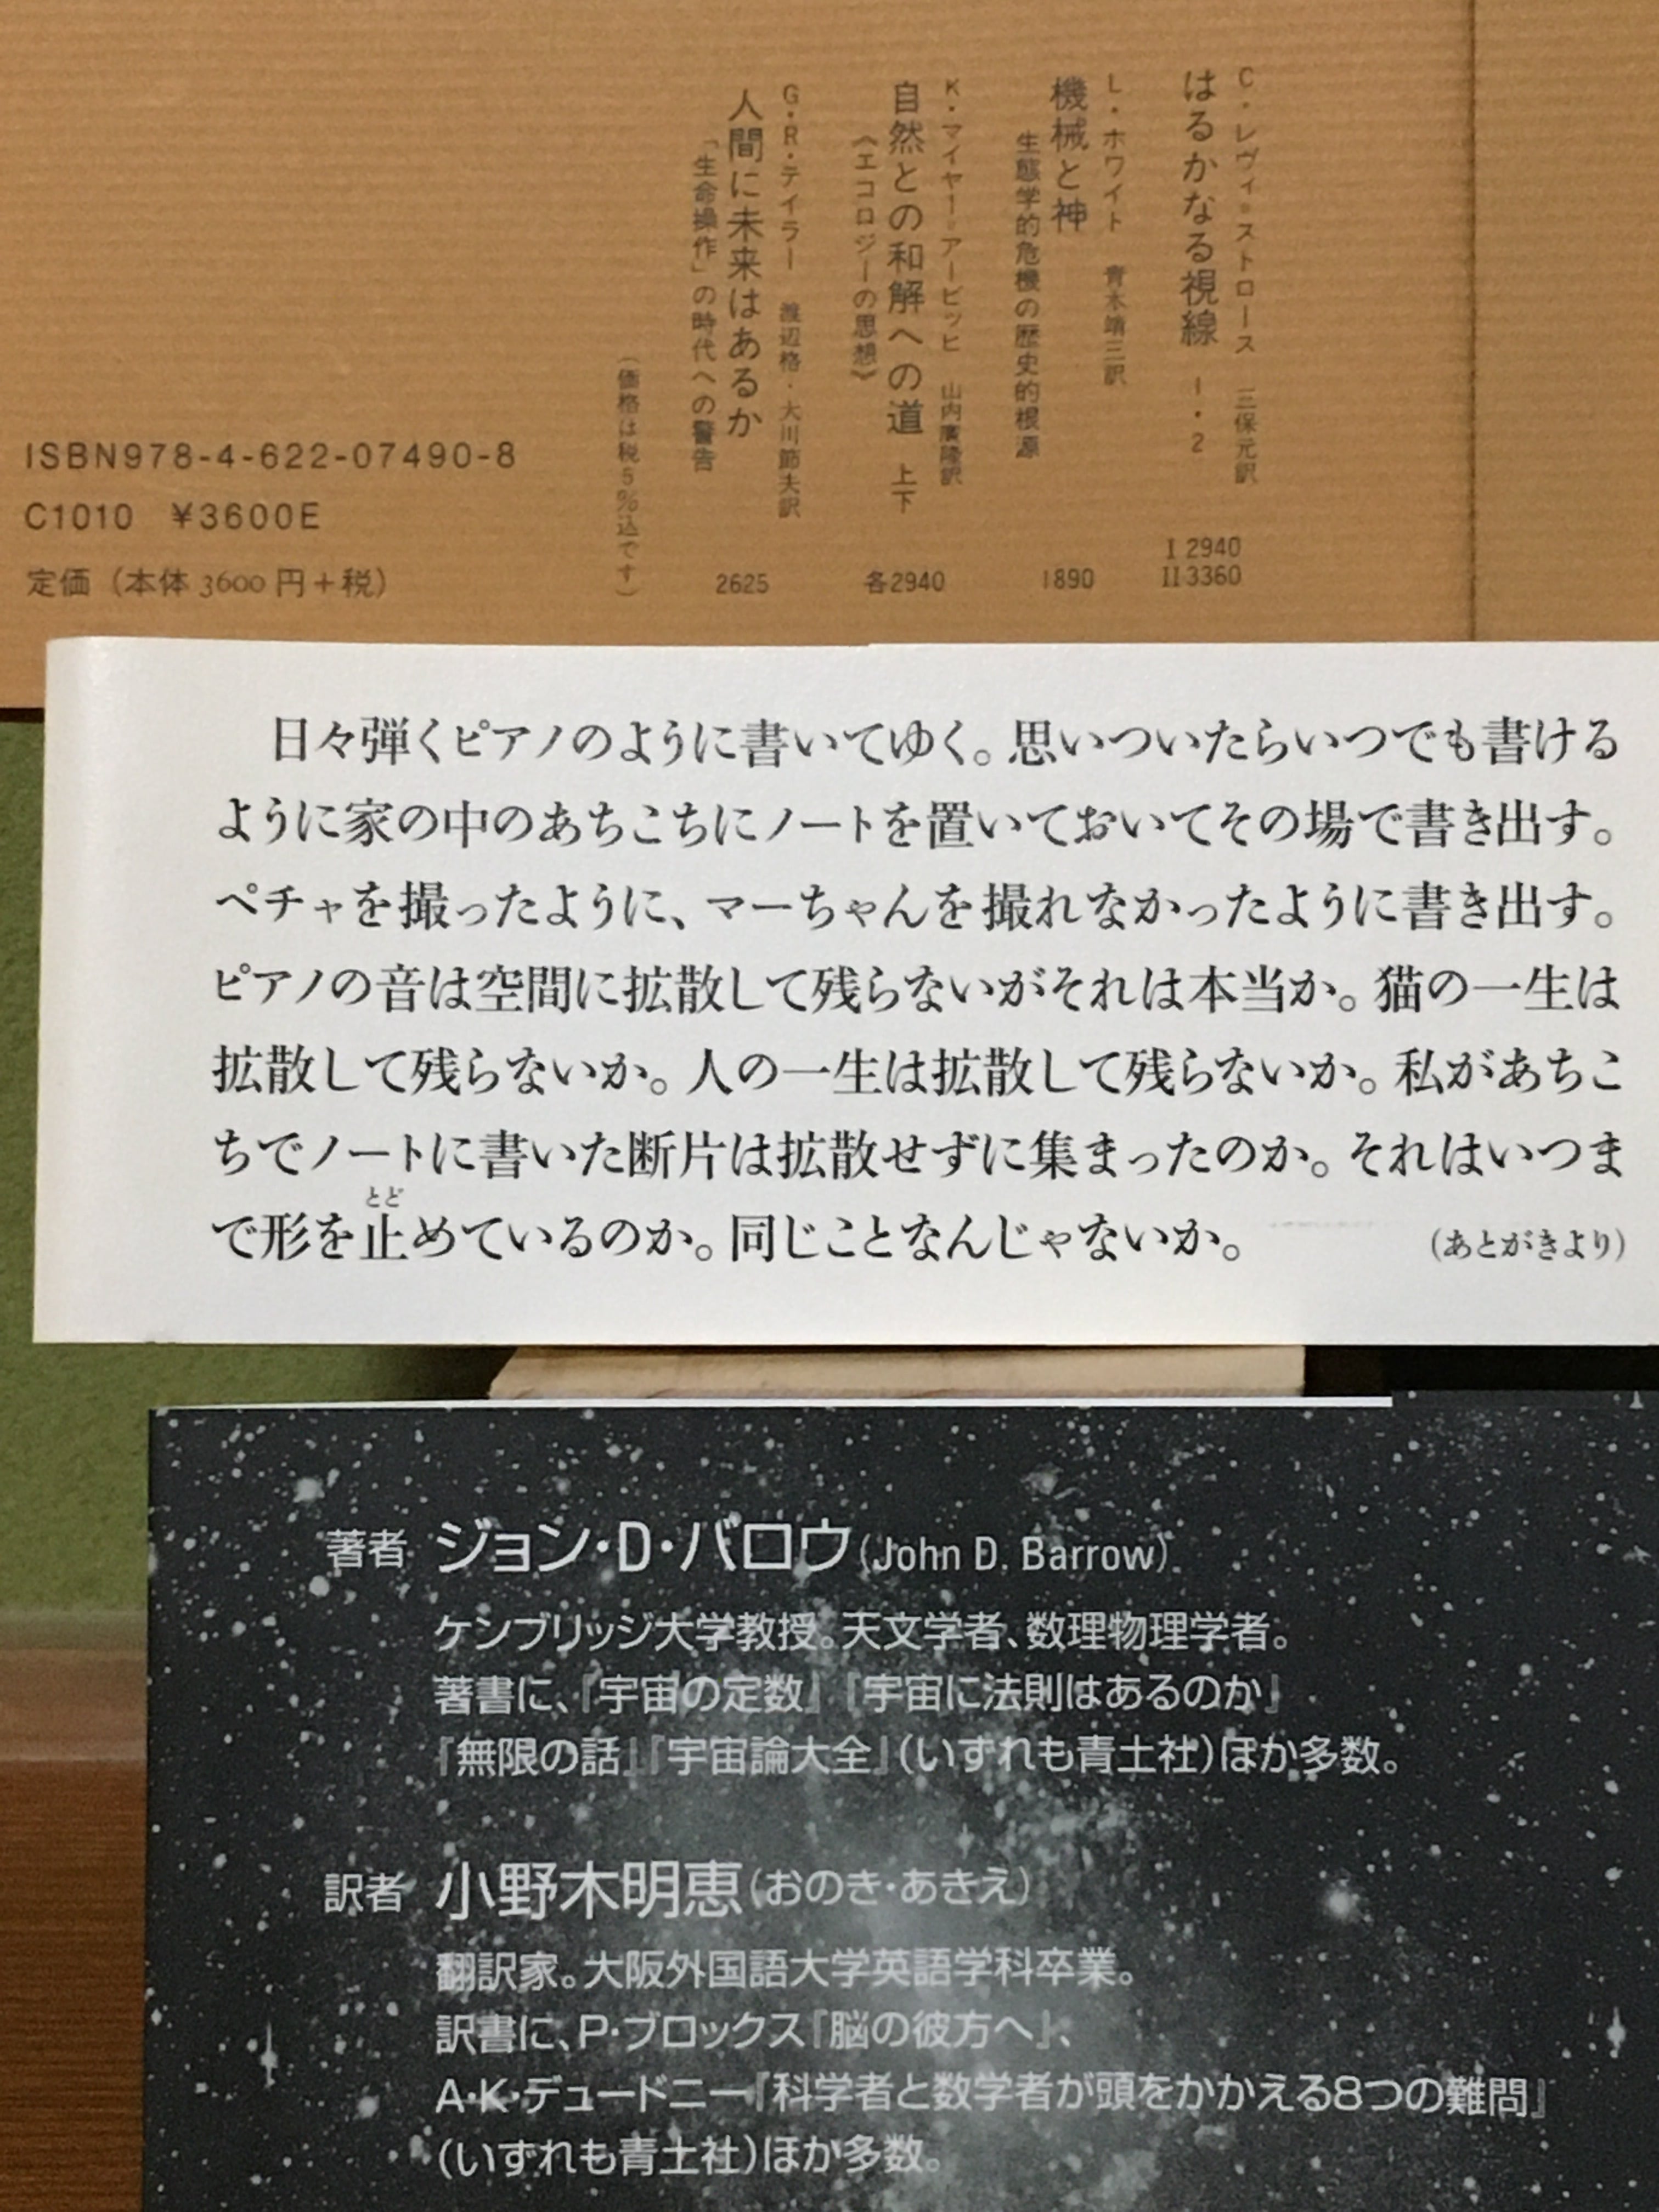 C・レヴィ=ストロース 三保元訳
はるかなる視線 1・2
I 2940
II 3360
L・ホワイト 青木靖三訳
機械と神
生態学的危機の歴史的根源
1890
K・マイヤー=アービッヒ 山内廣隆訳
自然との和解への道 上下
《エコロジーの思想》
各2940
G・R・テイラー 渡辺格・大川節夫訳
人間に未来はあるか
「生命操作」の時代への警告
2625
(価格は税5%込です)
ISBN978-4-622-07490-8
C1010 ¥3600E
定価(本体 3600 円+税)
日々弾くピアノのように書いてゆく。思いついたらいつでも書ける
ように家の中のあちこちにノートを置いておいてその場で書き出す。
ペチャを撮ったように、マーちゃんを撮れなかったように書き出す。
ピアノの音は空間に拡散して残らないがそれは本当か。猫の一生は
拡散して残らないか。人の一生は拡散して残らないか。私があちこ
ちでノートに書いた断片は拡散せずに集まったのか。それはいつま
とど
で形を止めているのか。同じことなんじゃないか。 (あとがきより)
著者 ジョン・D・バロウ(John D. Barrow)
ケンブリッジ大学教授。天文学者、数理物理学者。
著書に、『宇宙の定数』『宇宙に法則はあるのか』
『無限の話』『宇宙論大全』(いずれも青土社)ほか多数。
訳者 小野木明恵(おのき・あきえ)
翻訳家。大阪外国語大学英語学科卒業。
訳書に、P・ブロックス『脳の彼方へ』、
A・K・デュードニー『科学者と数学者が頭をかかえる8つの難問』
(いずれも青土社)ほか多数。